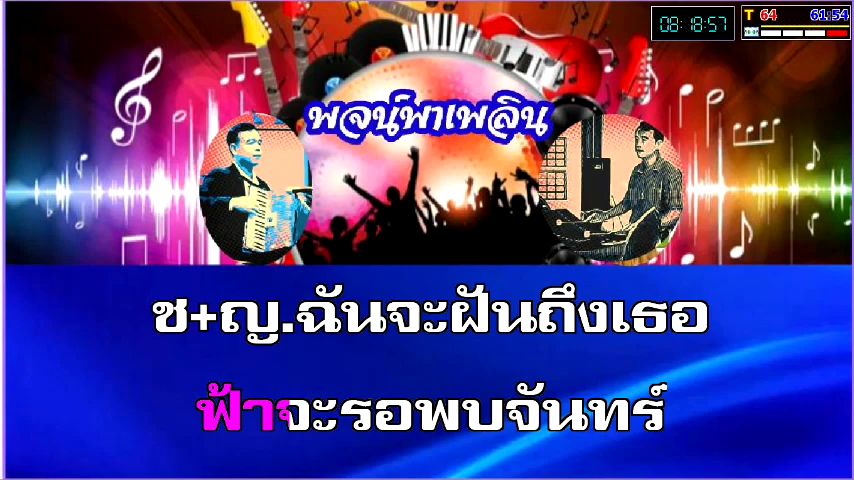 08:18:57
T 64 61:54
พจน์พาเพลิน
ช+ญ.ฉันจะฝันถึงเธอ
ฟ้าจะรอพบจันทร์